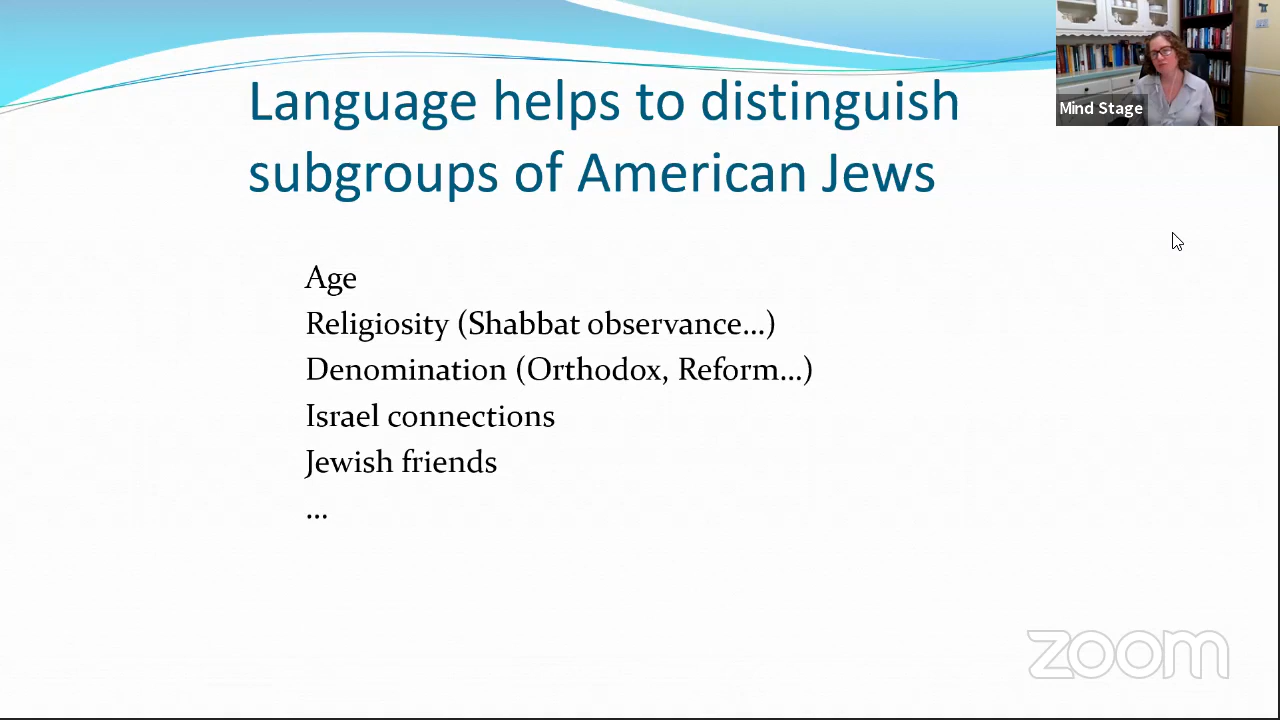 Language helps to distinguish
subgroups of American Jews
Mind Stage
Age
Religiosity (Shabbat observance...)
Denomination (Orthodox, Reform...)
Israel connections
Jewish friends
...
zoom